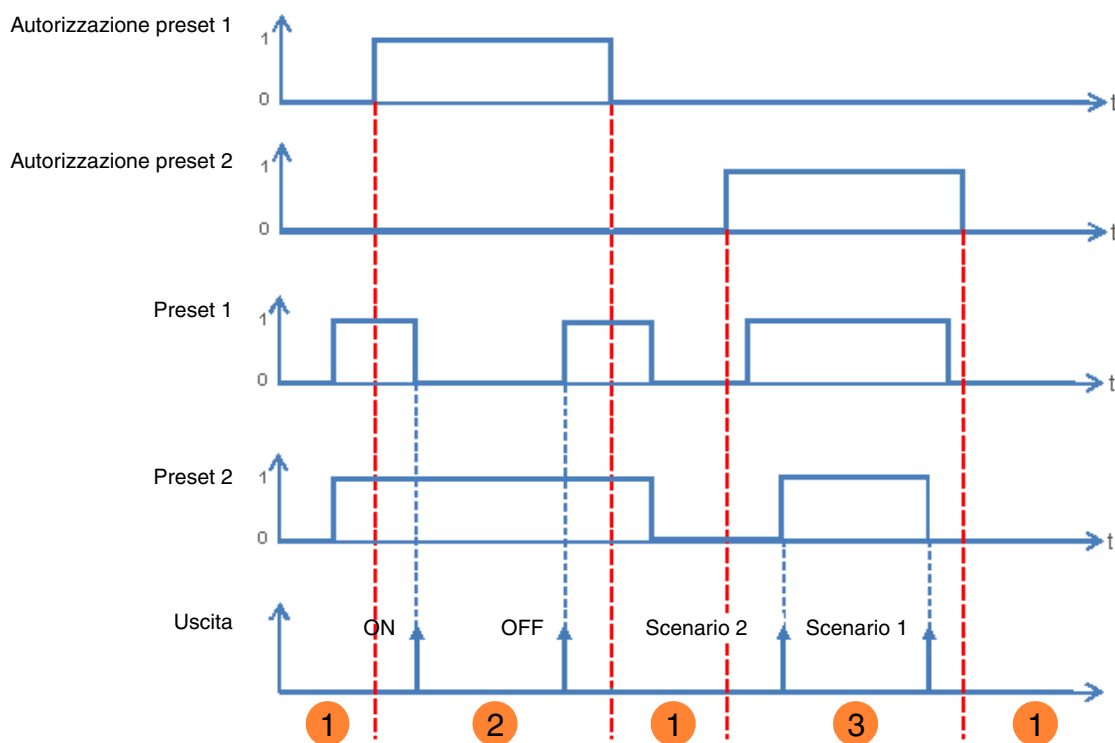 Autorizzazione preset 1
1
0
t
Autorizzazione preset 2
1
0
t
Preset 1
1
0
t
Preset 2
1
0
t
Uscita
ON OFF Scenario 2 Scenario 1
1 2 1 3 1